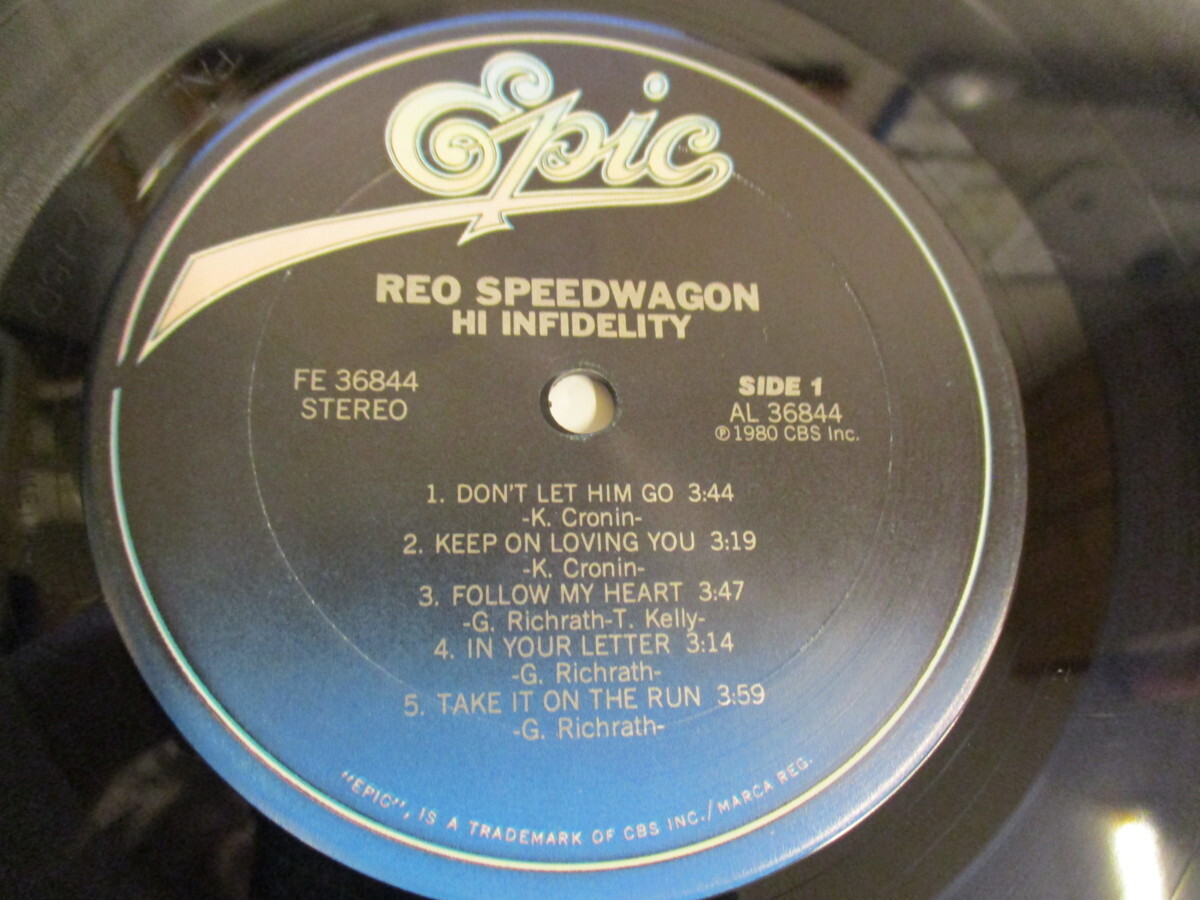 Epic
REO SPEEDWAGON
HI INFIDELITY
FE 36844
STEREO
SIDE 1
AL 36844
℗ 1980 CBS Inc.
1. DON'T LET HIM GO 3:44
-K. Cronin-
2. KEEP ON LOVING YOU 3:19
-K. Cronin-
3. FOLLOW MY HEART 3:47
-G. Richrath-T. Kelly-
4. IN YOUR LETTER 3:14
-G. Richrath-
5. TAKE IT ON THE RUN 3:59
-G. Richrath-
"EPIC", IS A TRADEMARK OF CBS INC./MARCA REG.